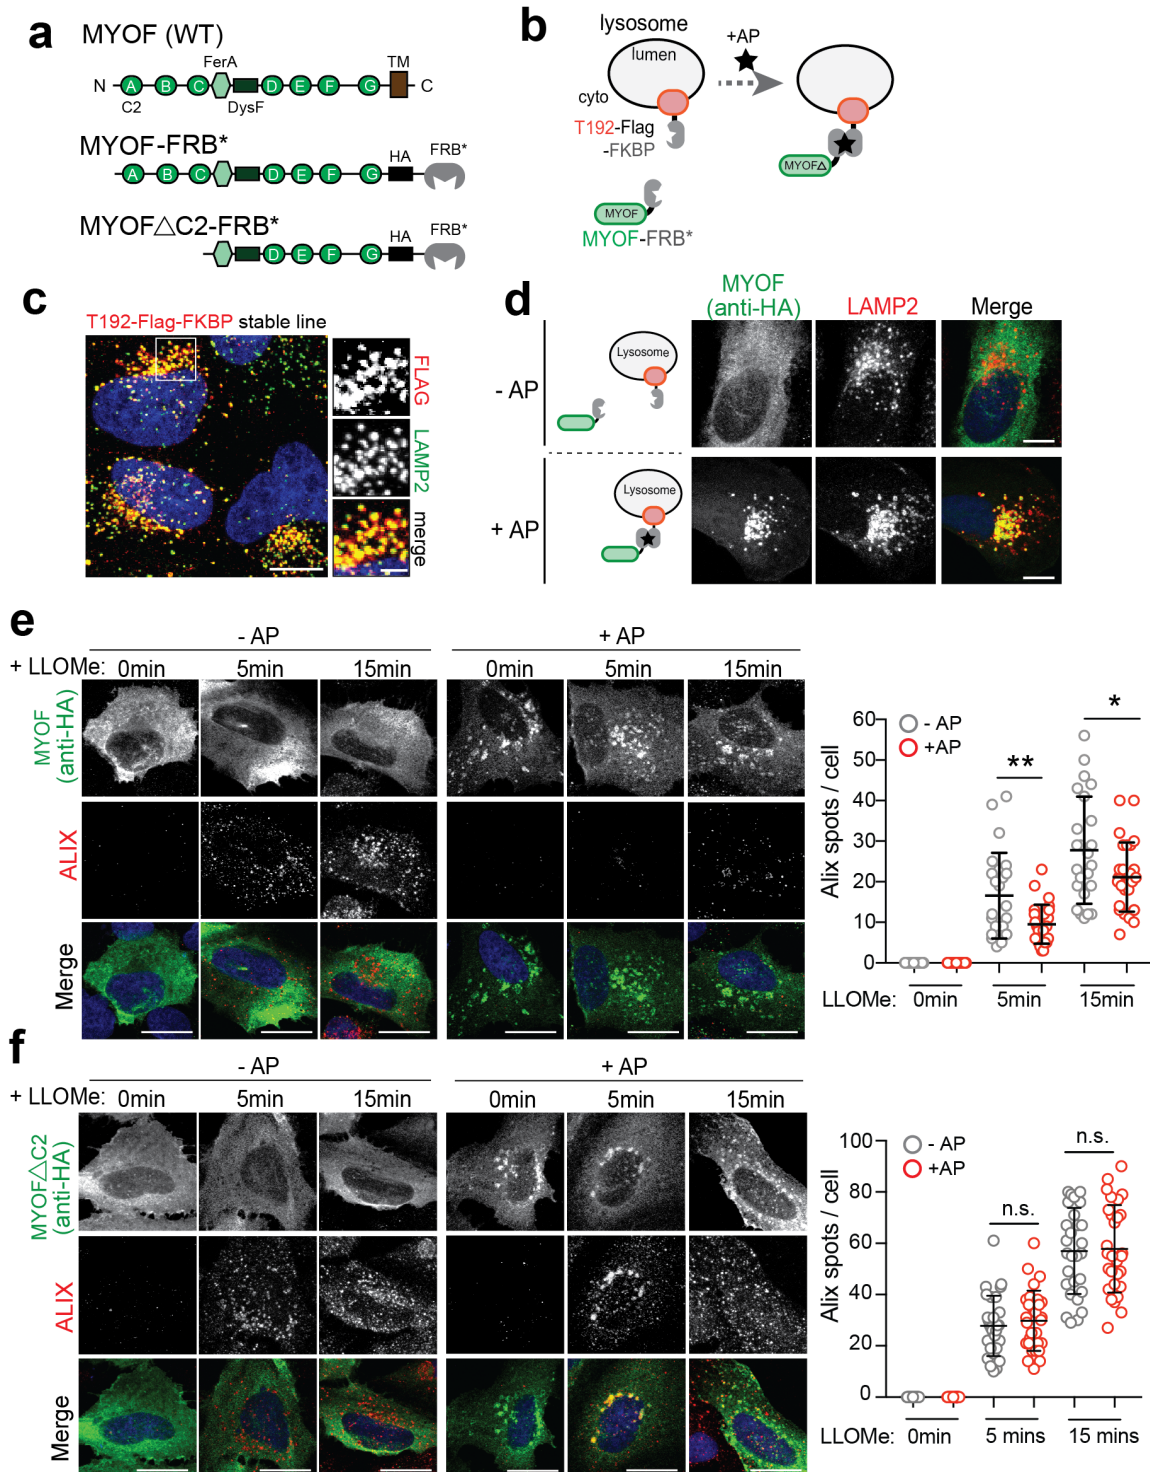 a
MYOF (WT)
FerA
TM
N A B C D E F G C
C2
DysF
MYOF-FRB*
HA
FRB*
A B C D E F G
MYOF△C2-FRB*
HA
FRB*
D E F G
b
lysosome
+AP
lumen
cyto
T192-Flag
-FKBP
MYOF△
MYOF
MYOF-FRB*
c
T192-Flag-FKBP stable line
FLAG
LAMP2
merge
d
MYOF
(anti-HA)
LAMP2
Merge
- AP
Lysosome
+ AP
Lysosome
e
- AP
+ AP
+ LLOMe: 0min 5min 15min 0min 5min 15min
MYOF
(anti-HA)
ALIX
Merge
Alix spots / cell
60
50
40
30
20
10
0
- AP
+AP
**
*
LLOMe: 0min 5min 15min
f
- AP
+ AP
+ LLOMe: 0min 5min 15min 0min 5min 15min
MYOF△C2
(anti-HA)
ALIX
Merge
Alix spots / cell
100
80
60
40
20
0
- AP
+AP
n.s.
n.s.
LLOMe: 0min 5 mins 15 mins